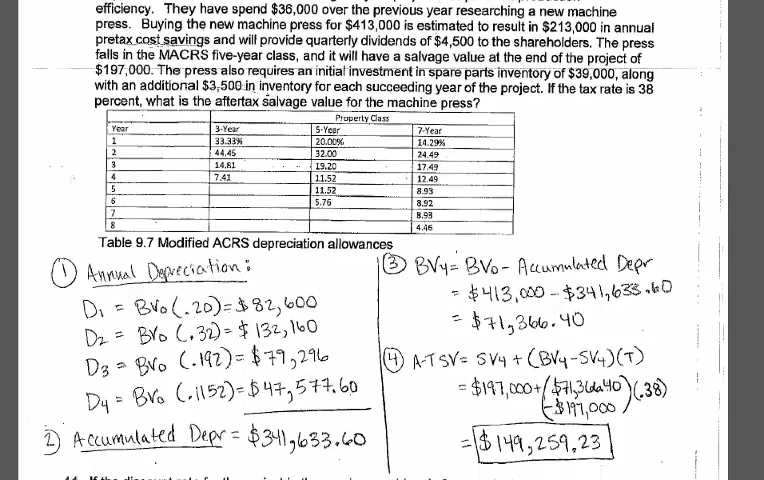 efficiency. They have spend $36,000 over the previous year researching a new machine
press. Buying the new machine press for $413,000 is estimated to result in $213,000 in annual
pretax cost savings and will provide quarterly dividends of $4,500 to the shareholders. The press
falls in the MACRS five-year class, and it will have a salvage value at the end of the project of
$197,000. The press also requires an initial investment in spare parts inventory of $39,000, along
with an additional $3,500 in inventory for each succeeding year of the project. If the tax rate is 38
percent, what is the aftertax salvage value for the machine press?
Property Class
Year 3-Year 5-Year 7-Year
1 33.33% 20.00% 14.29%
2 44.45 32.00 24.49
3 14.81 19.20 17.49
4 7.41 11.52 12.49
5 11.52 8.93
6 5.76 8.92
7 8.93
8 4.46
Table 9.7 Modified ACRS depreciation allowances
① Annual Depreciation:
D1 = BV0 (.20) = $82,600
D2 = BV0 (.32) = $132,160
D3 = BV0 (.192) = $79,296
D4 = BV0 (.1152) = $47,577.60
2) Accumulated Depr = $341,633.60
③ BV4 = BV0 - Accumulated Depr
= $413,000 - $341,633.60
= $71,366.40
④ A-TSV = SV4 + (BV4-SV4)(T)
= $197,000 + ($71,366.40 - $197,000)(.38)
= $149,259.23